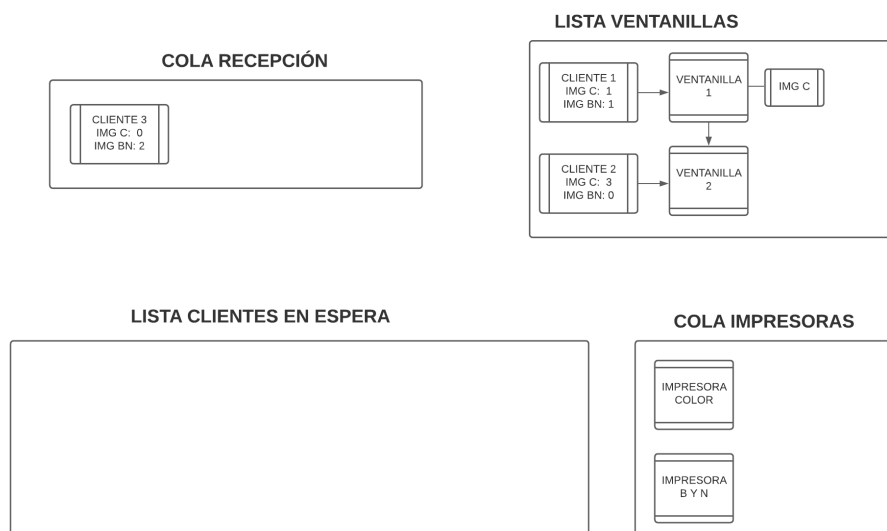 LISTA VENTANILLAS
COLA RECEPCIÓN
CLIENTE 3
IMG C: 0
IMG BN: 2
CLIENTE 1
IMG C: 1
IMG BN: 1
VENTANILLA
1
IMG C
CLIENTE 2
IMG C: 3
IMG BN: 0
VENTANILLA
2
LISTA CLIENTES EN ESPERA
COLA IMPRESORAS
IMPRESORA
COLOR
IMPRESORA
B Y N